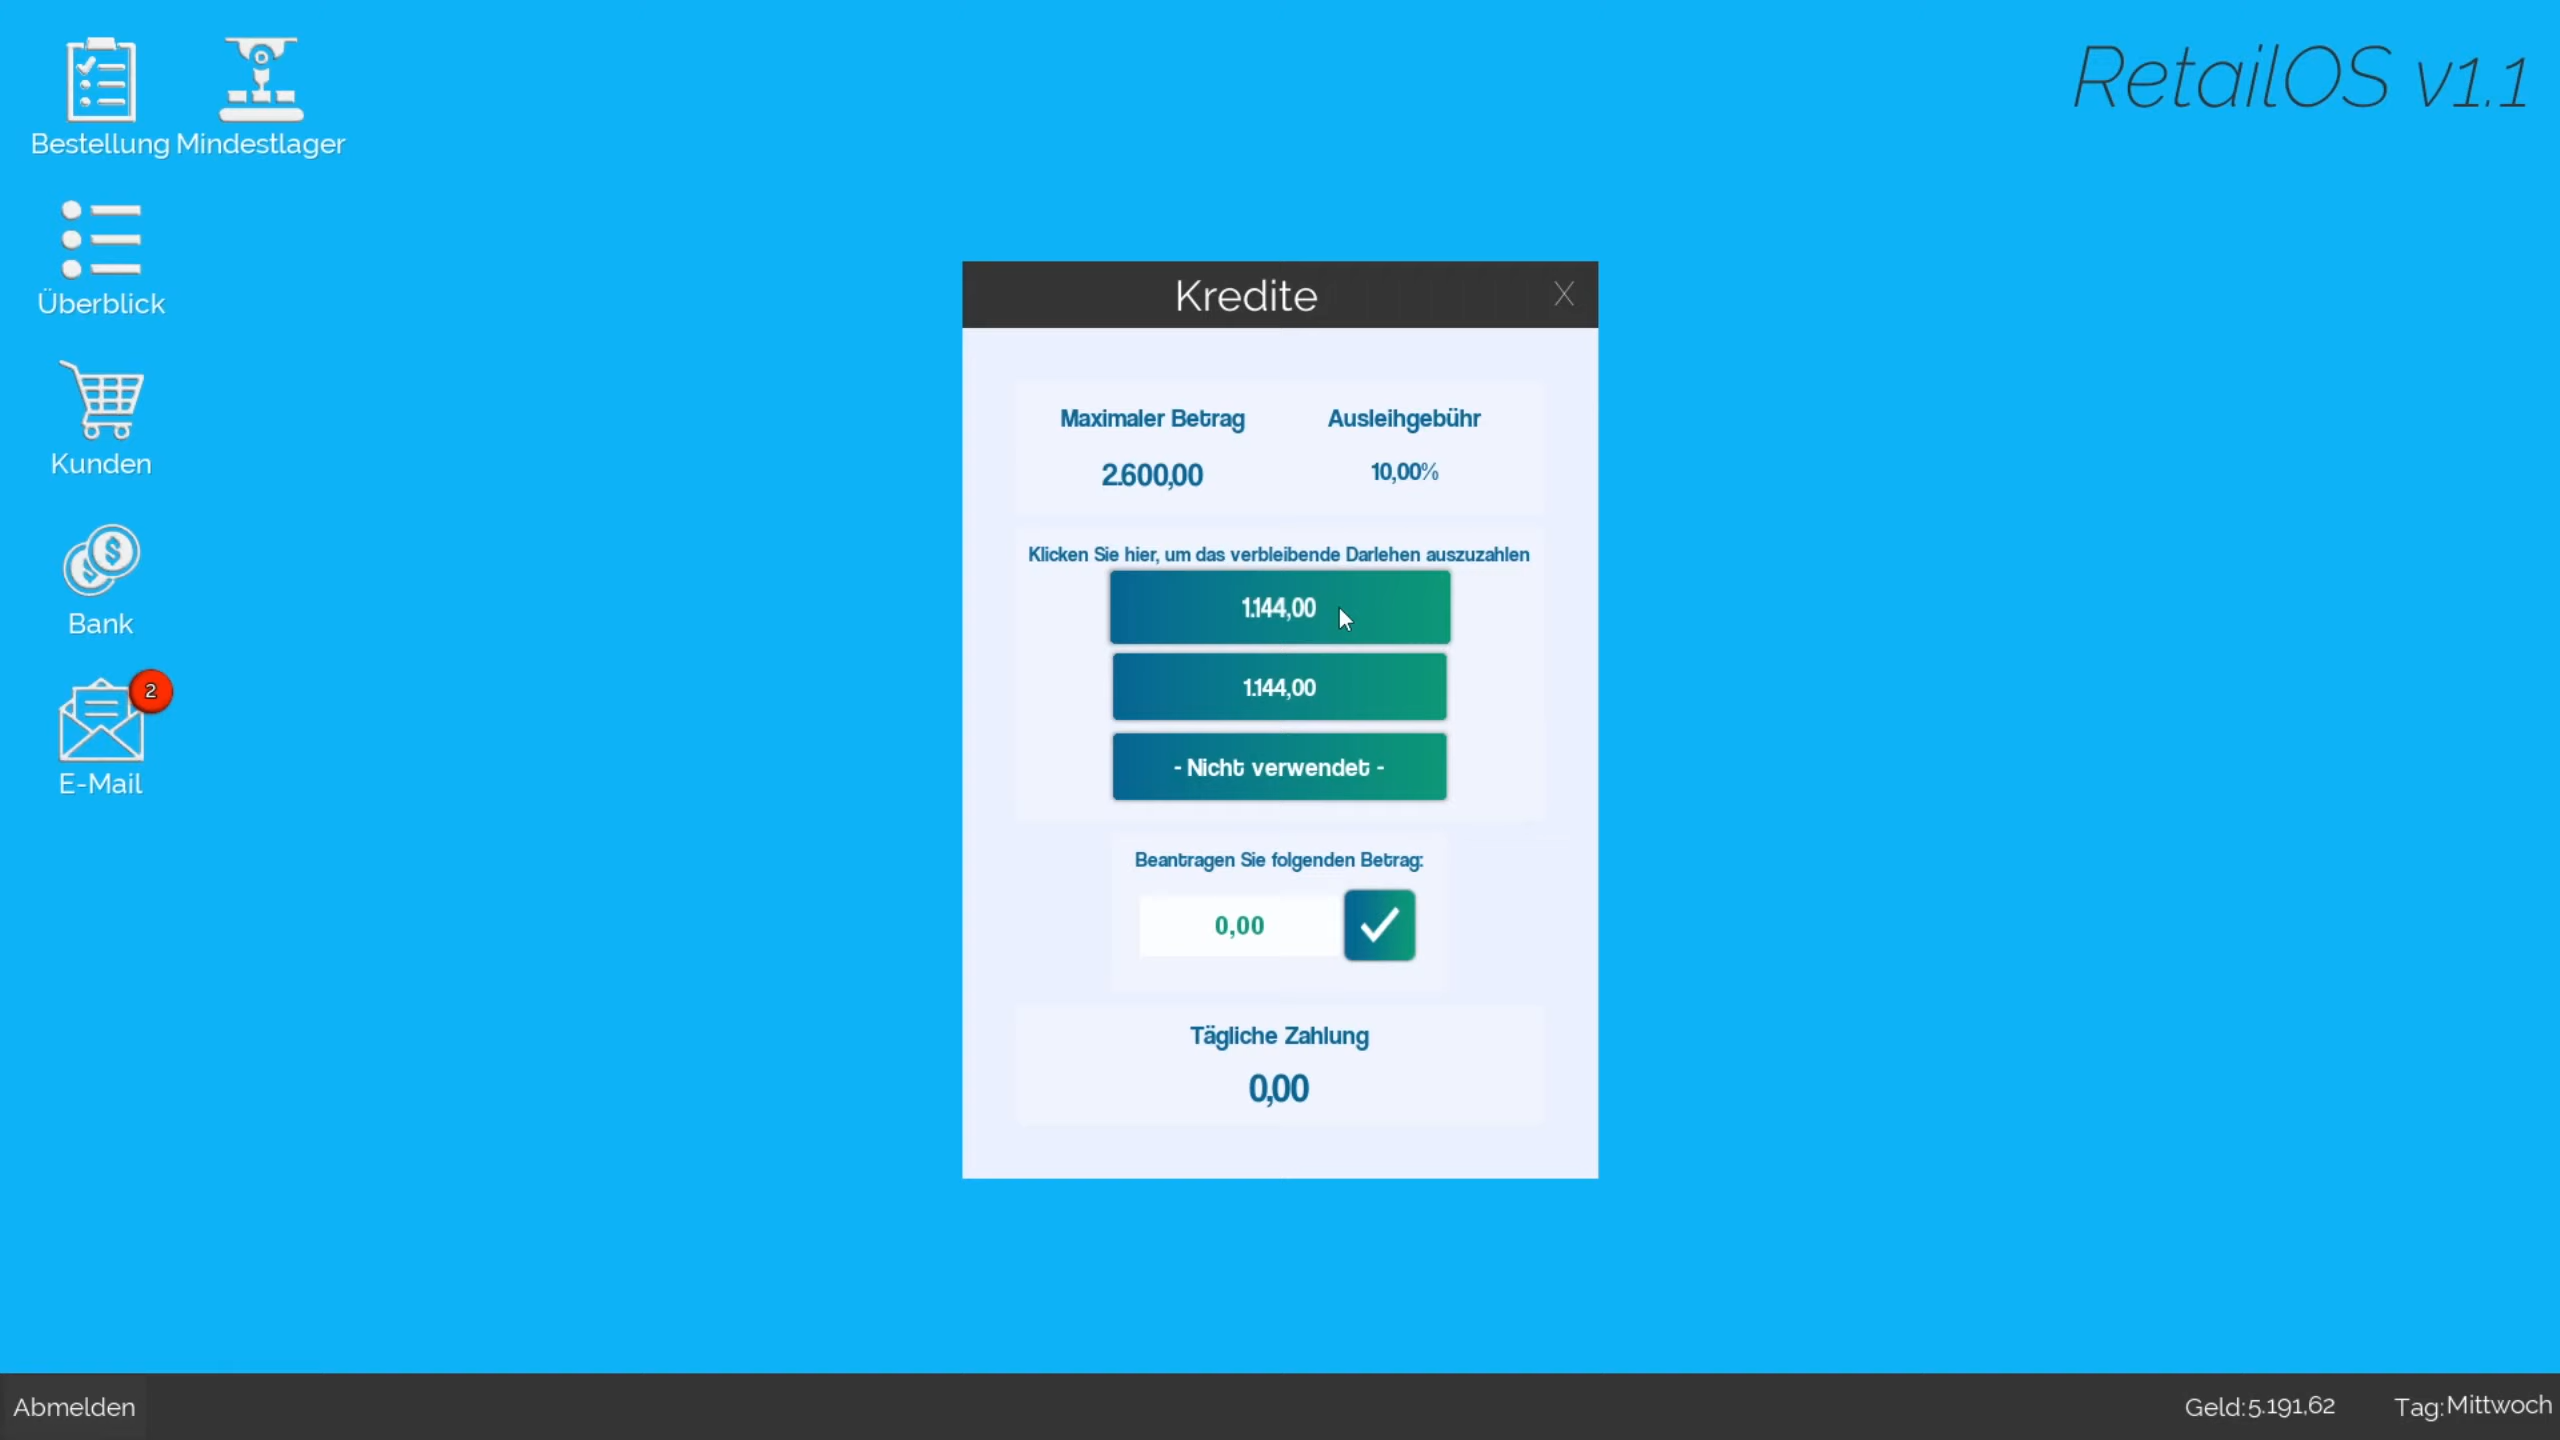 Bestellung
Mindestlager
RetailOS v1.1
Überblick
Kunden
Bank
2
E-Mail
Kredite
X
Maximaler Betrag
Ausleihgebühr
2.600,00
10,00%
Klicken Sie hier, um das verbleibende Darlehen auszuzahlen
1.144,00
1.144,00
- Nicht verwendet -
Beantragen Sie folgenden Betrag:
0,00
Tägliche Zahlung
0,00
Abmelden
Geld:5.191,62
Tag:Mittwoch